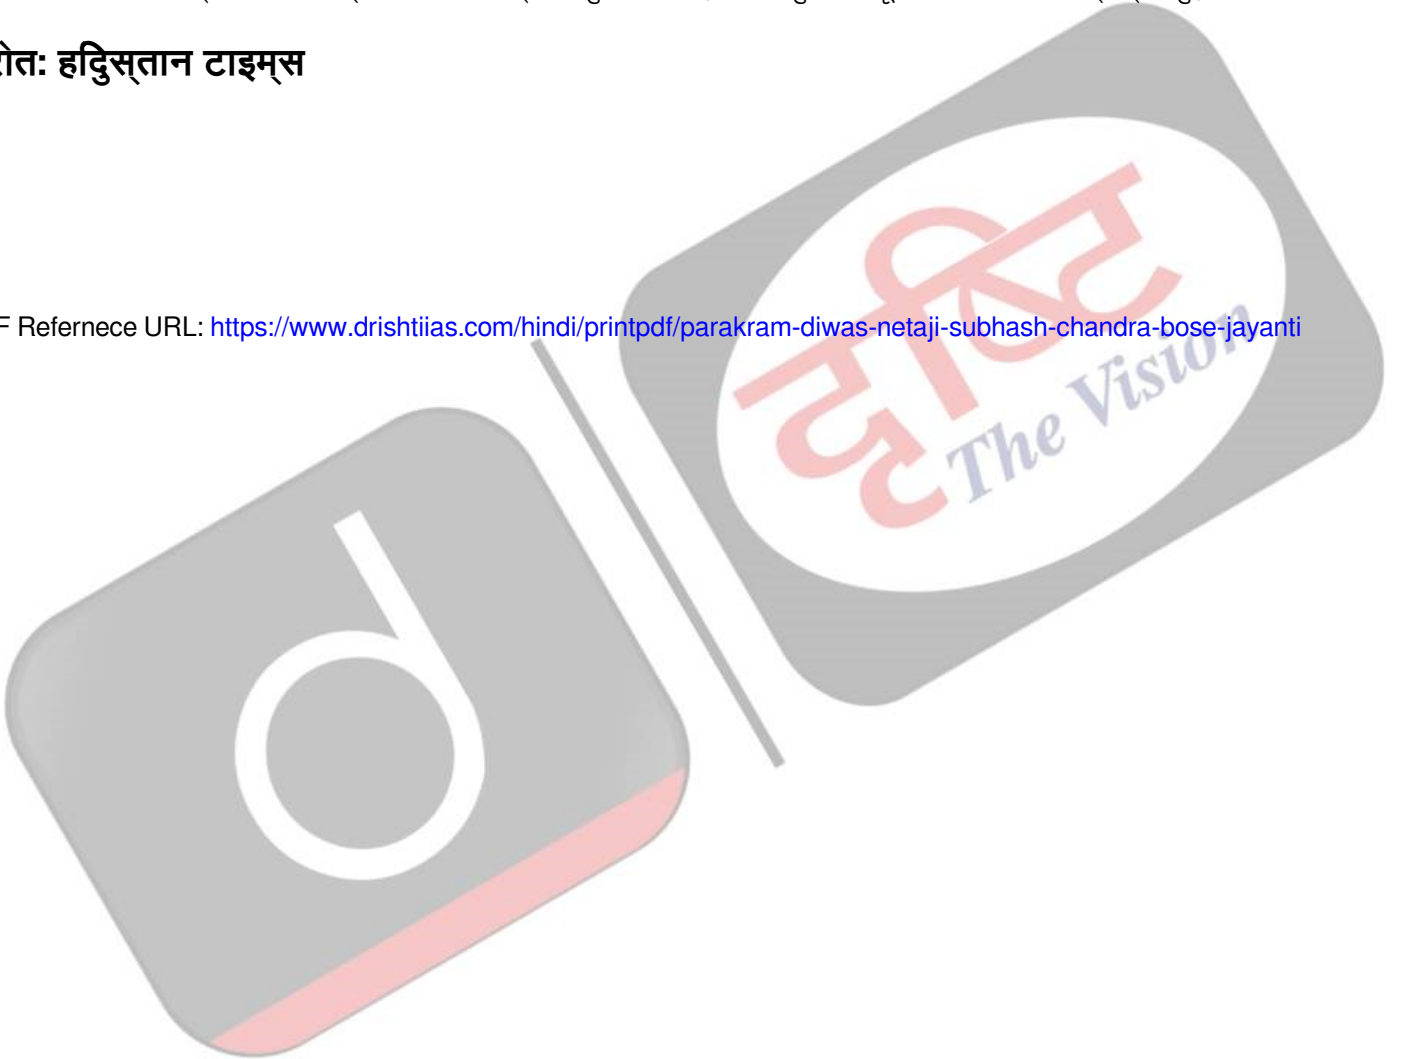 रोत: हिंदुस्तान टाइम्स
F Refernece URL: https://www.drishtiias.com/hindi/printpdf/parakram-diwas-netaji-subhash-chandra-bose-jayanti
दृष्टि
The Vision
d